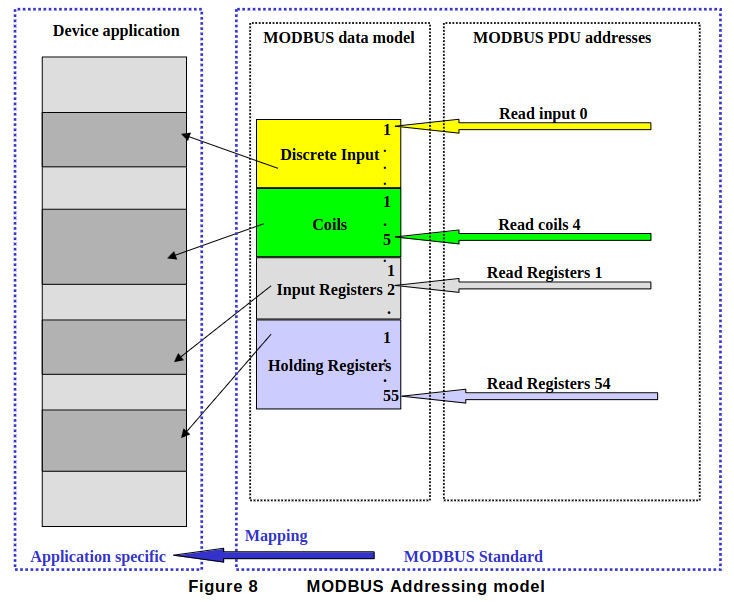 Device application
MODBUS data model
MODBUS PDU addresses
1
.
Discrete Input
.
.
Read input 0
1
Coils
.
5
.
Read coils 4
1
Input Registers 2
.
Read Registers 1
1
.
Holding Registers
.
55
Read Registers 54
Mapping
Application specific
MODBUS Standard
Figure 8 MODBUS Addressing model